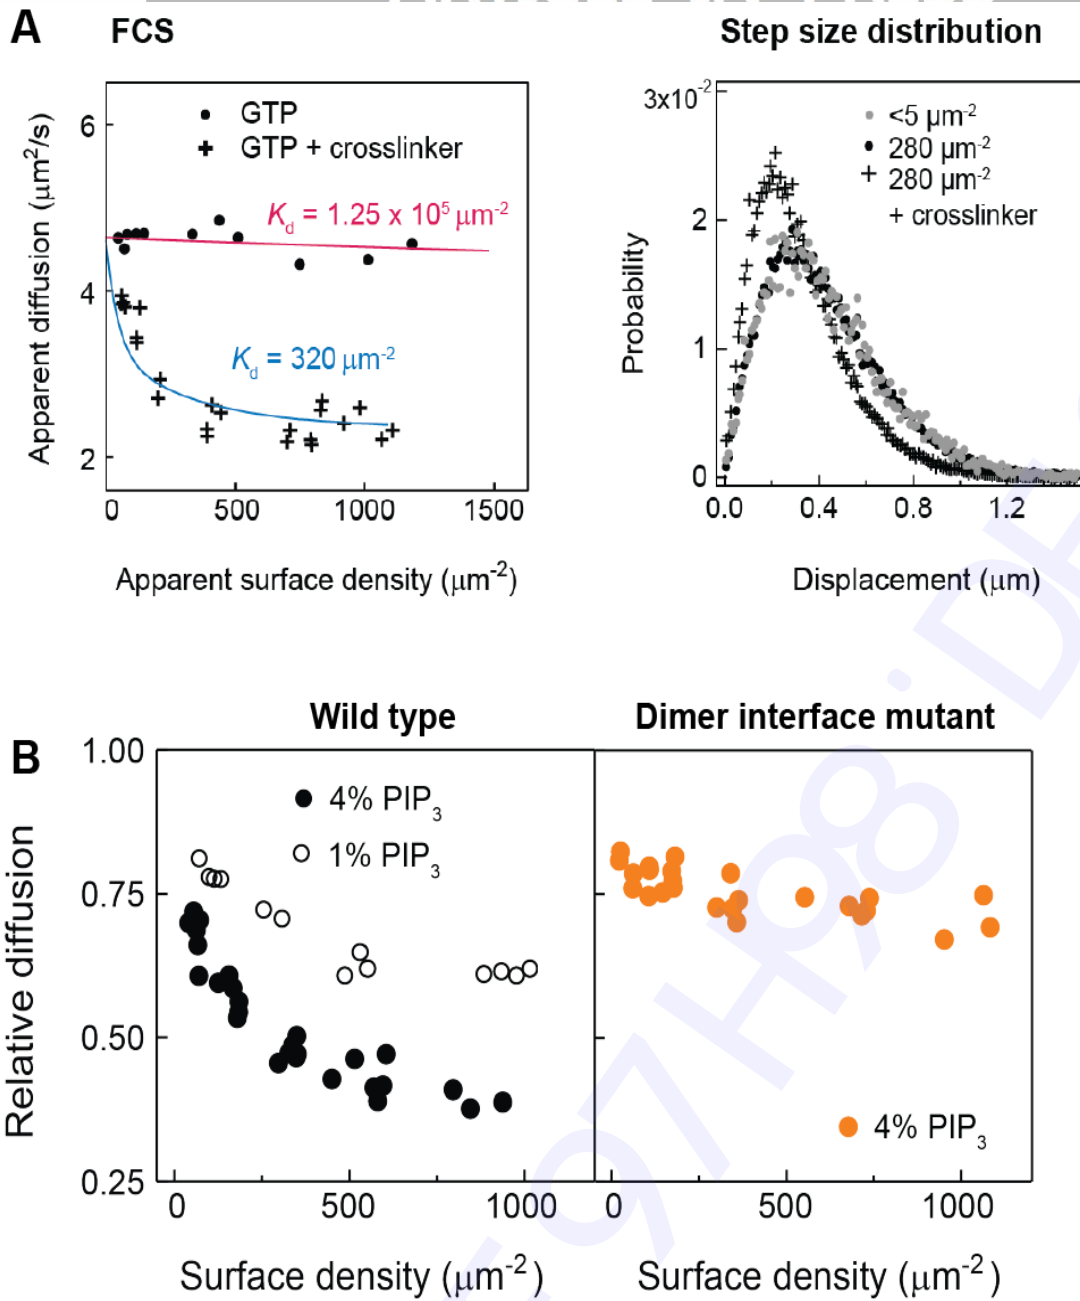 A
FCS
Step size distribution
GTP
GTP + crosslinker
K_d = 1.25 x 10⁵ μm⁻²
K_d = 320 μm⁻²
6
4
2
0 500 1000 1500
Apparent diffusion (μm²/s)
Apparent surface density (μm⁻²)
<5 μm⁻²
280 μm⁻²
280 μm⁻²
+ crosslinker
3x10⁻²
2
1
0
0.0 0.4 0.8 1.2
Probability
Displacement (μm)
B
Wild type
Dimer interface mutant
4% PIP₃
1% PIP₃
4% PIP₃
1.00
0.75
0.50
0.25
0 500 1000
0 500 1000
Relative diffusion
Surface density (μm⁻²)
Surface density (μm⁻²)